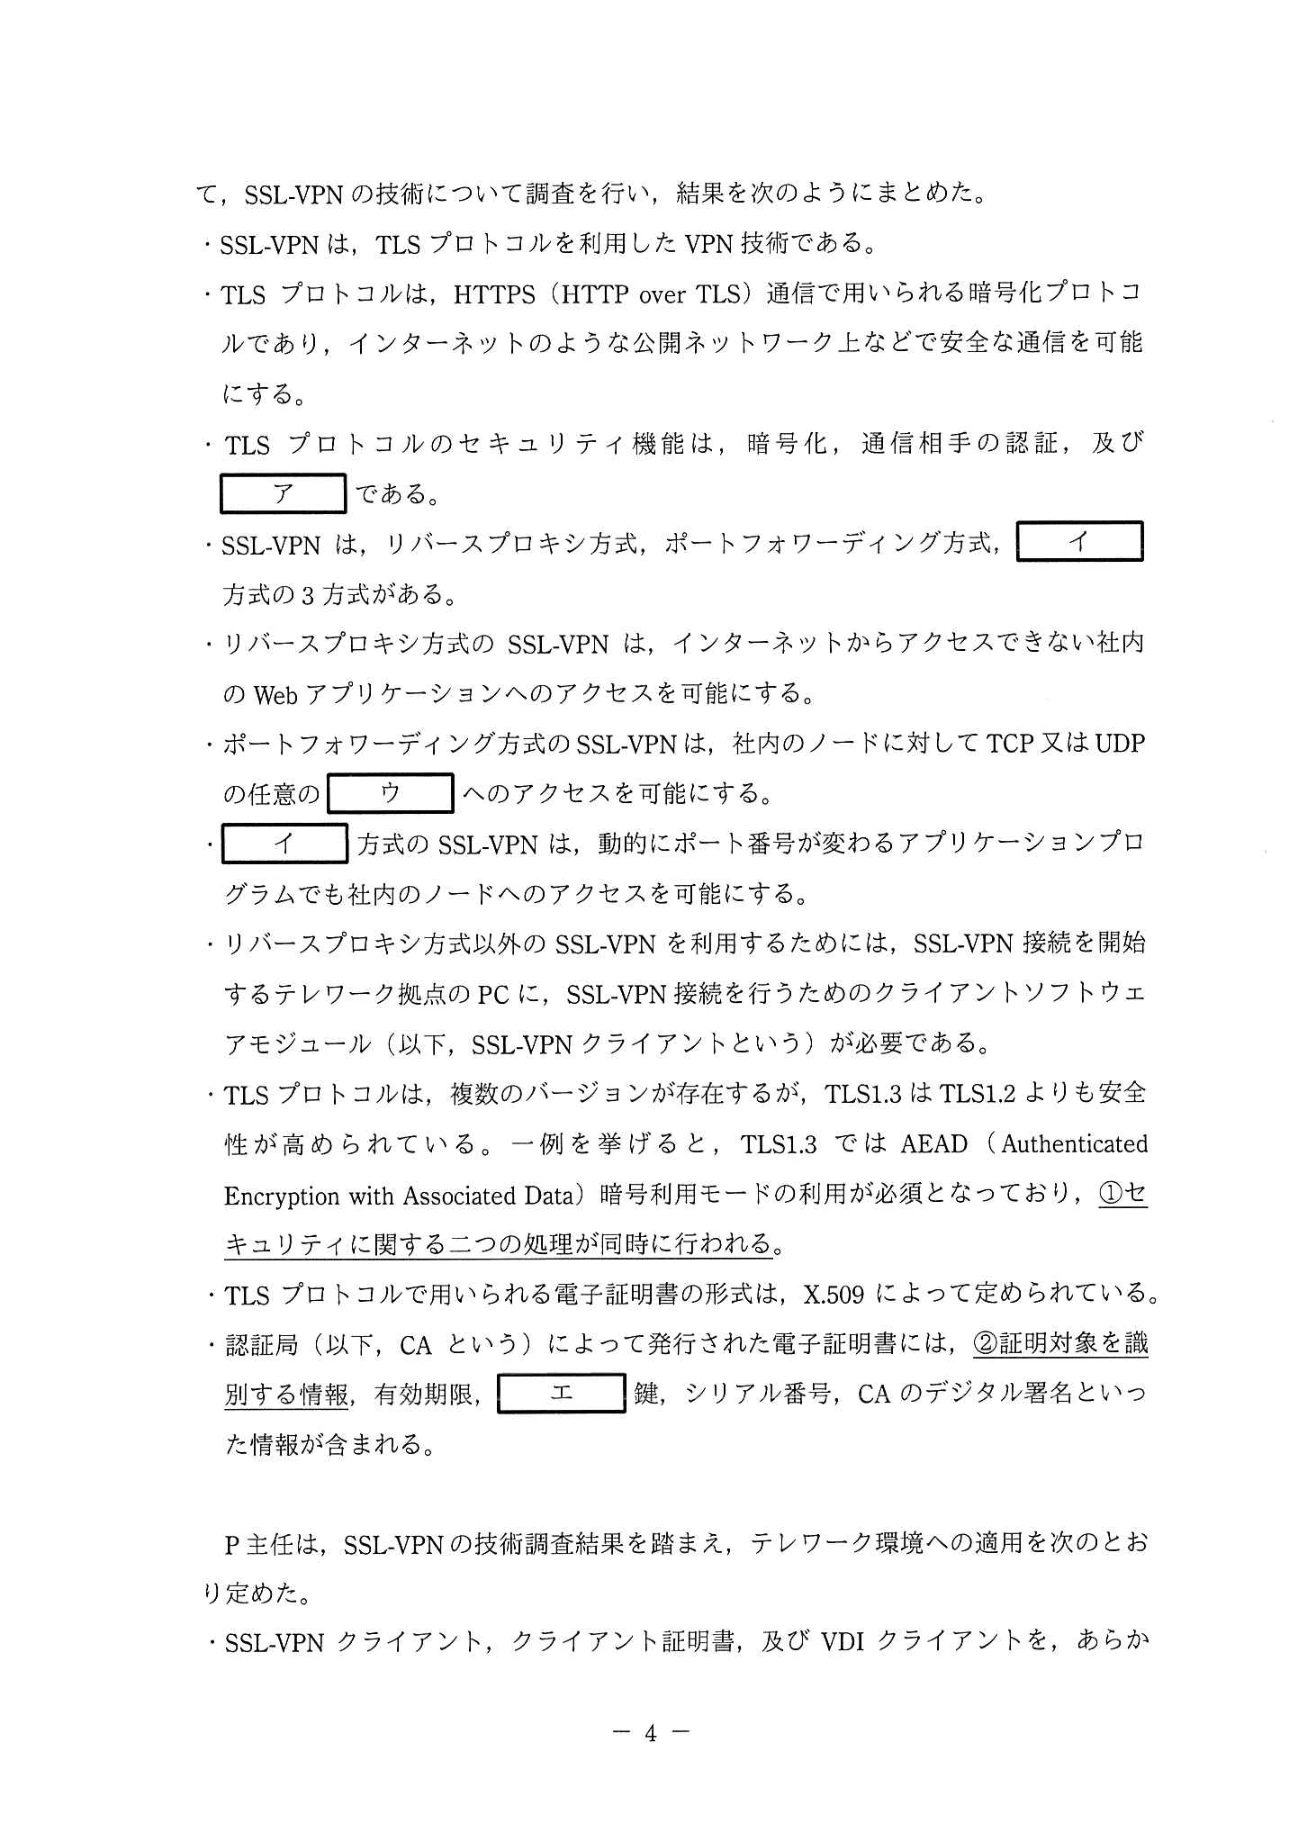 て，SSL-VPN の技術について調査を行い，結果を次のようにまとめた。
・SSL-VPN は，TLS プロトコルを利用した VPN 技術である。
・TLS プロトコルは，HTTPS（HTTP over TLS）通信で用いられる暗号化プロトコ
ルであり，インターネットのような公開ネットワーク上などで安全な通信を可能
にする。
・TLS プロトコルのセキュリティ機能は，暗号化，通信相手の認証，及び
ア である。
・SSL-VPN は，リバースプロキシ方式，ポートフォワーディング方式， イ
方式の 3 方式がある。
・リバースプロキシ方式の SSL-VPN は，インターネットからアクセスできない社内
の Web アプリケーションへのアクセスを可能にする。
・ポートフォワーディング方式の SSL-VPN は，社内のノードに対して TCP 又は UDP
の任意の ウ へのアクセスを可能にする。
・ イ 方式の SSL-VPN は，動的にポート番号が変わるアプリケーションプロ
グラムでも社内のノードへのアクセスを可能にする。
・リバースプロキシ方式以外の SSL-VPN を利用するためには，SSL-VPN 接続を開始
するテレワーク拠点の PC に，SSL-VPN 接続を行うためのクライアントソフトウェ
アモジュール（以下，SSL-VPN クライアントという）が必要である。
・TLS プロトコルは，複数のバージョンが存在するが，TLS1.3 は TLS1.2 よりも安全
性が高められている。一例を挙げると，TLS1.3 では AEAD（Authenticated
Encryption with Associated Data）暗号利用モードの利用が必須となっており，①セ
キュリティに関する二つの処理が同時に行われる。
・TLS プロトコルで用いられる電子証明書の形式は，X.509 によって定められている。
・認証局（以下，CA という）によって発行された電子証明書には，②証明対象を識
別する情報，有効期限， エ 鍵，シリアル番号，CA のデジタル署名といっ
た情報が含まれる。
P 主任は，SSL-VPN の技術調査結果を踏まえ，テレワーク環境への適用を次のとお
り定めた。
・SSL-VPN クライアント，クライアント証明書，及び VDI クライアントを，あらか
－ 4 －